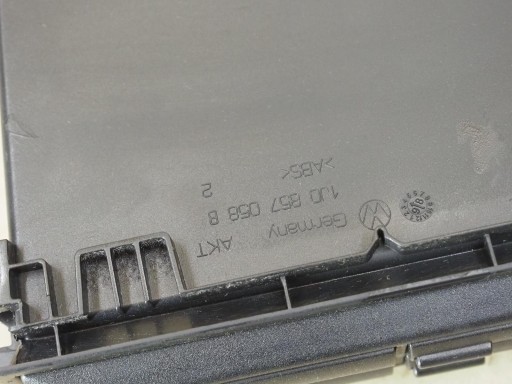 Germany AKT
1J0 857 058 B
2
>ABS<